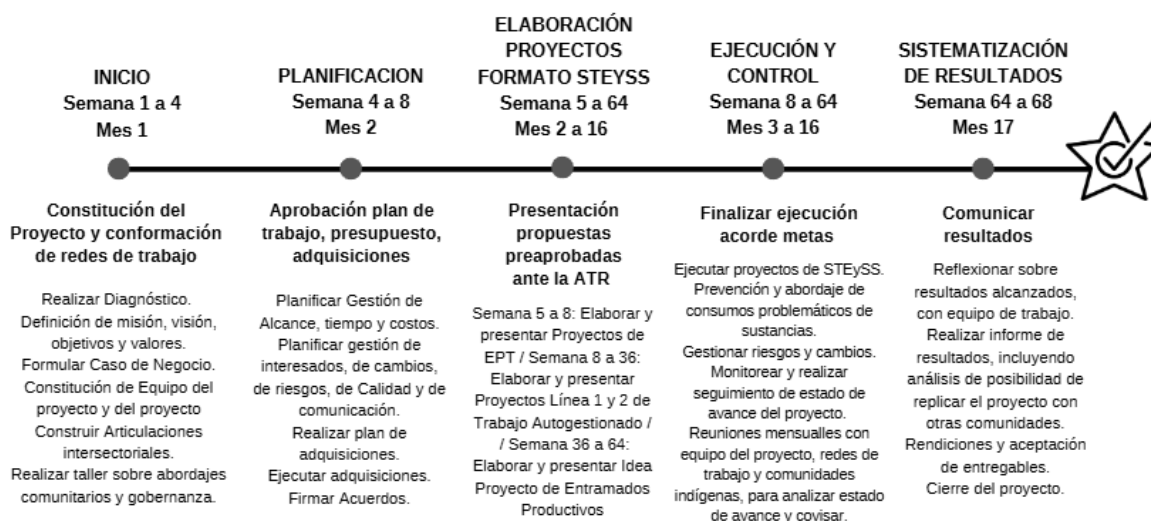 INICIO
Semana 1 a 4
Mes 1
PLANIFICACION
Semana 4 a 8
Mes 2
ELABORACIÓN
PROYECTOS
FORMATO STEYSS
Semana 5 a 64
Mes 2 a 16
EJECUCIÓN Y
CONTROL
Semana 8 a 64
Mes 3 a 16
SISTEMATIZACIÓN
DE RESULTADOS
Semana 64 a 68
Mes 17
Constitución del
Proyecto y conformación
de redes de trabajo
Realizar Diagnóstico.
Definición de misión, visión,
objetivos y valores.
Formular Caso de Negocio.
Constitución de Equipo del
proyecto y del proyecto
Construir Articulaciones
intersectoriales.
Realizar taller sobre abordajes
comunitarios y gobernanza.
Aprobación plan de
trabajo, presupuesto,
adquisiciones
Planificar Gestión de
Alcance, tiempo y costos.
Planificar gestión de
interesados, de cambios,
de riesgos, de Calidad y de
comunicación.
Realizar plan de
adquisiciones.
Ejecutar adquisiciones.
Firmar Acuerdos.
Presentación
propuestas
preaprobadas
ante la ATR
Semana 5 a 8: Elaborar y
presentar Proyectos de
EPT / Semana 8 a 36:
Elaborar y presentar
Proyectos Línea 1 y 2 de
Trabajo Autogestionado /
/ Semana 36 a 64:
Elaborar y presentar Idea
Proyecto de Entramados
Productivos
Finalizar ejecución
acorde metas
Ejecutar proyectos de STEySS.
Prevención y abordaje de
consumos problemáticos de
sustancias.
Gestionar riesgos y cambios.
Monitorear y realizar
seguimiento de estado de
avance del proyecto.
Reuniones mensualles con
equipo del proyecto, redes de
trabajo y comunidades
indígenas, para analizar estado
de avance y covisar.
Comunicar
resultados
Reflexionar sobre
resultados alcanzados,
con equipo de trabajo.
Realizar informe de
resultados, incluyendo
análisis de posibilidad de
replicar el proyecto con
otras comunidades.
Rendiciones y aceptación
de entregables.
Cierre del proyecto.